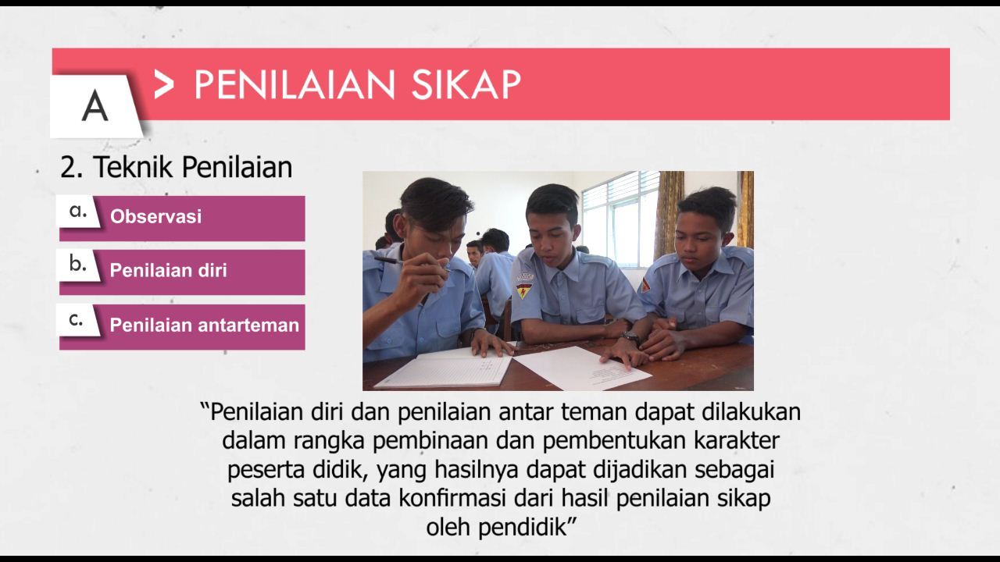 A
> PENILAIAN SIKAP
2. Teknik Penilaian
a. Observasi
b. Penilaian diri
c. Penilaian antarteman
“Penilaian diri dan penilaian antar teman dapat dilakukan
dalam rangka pembinaan dan pembentukan karakter
peserta didik, yang hasilnya dapat dijadikan sebagai
salah satu data konfirmasi dari hasil penilaian sikap
oleh pendidik”